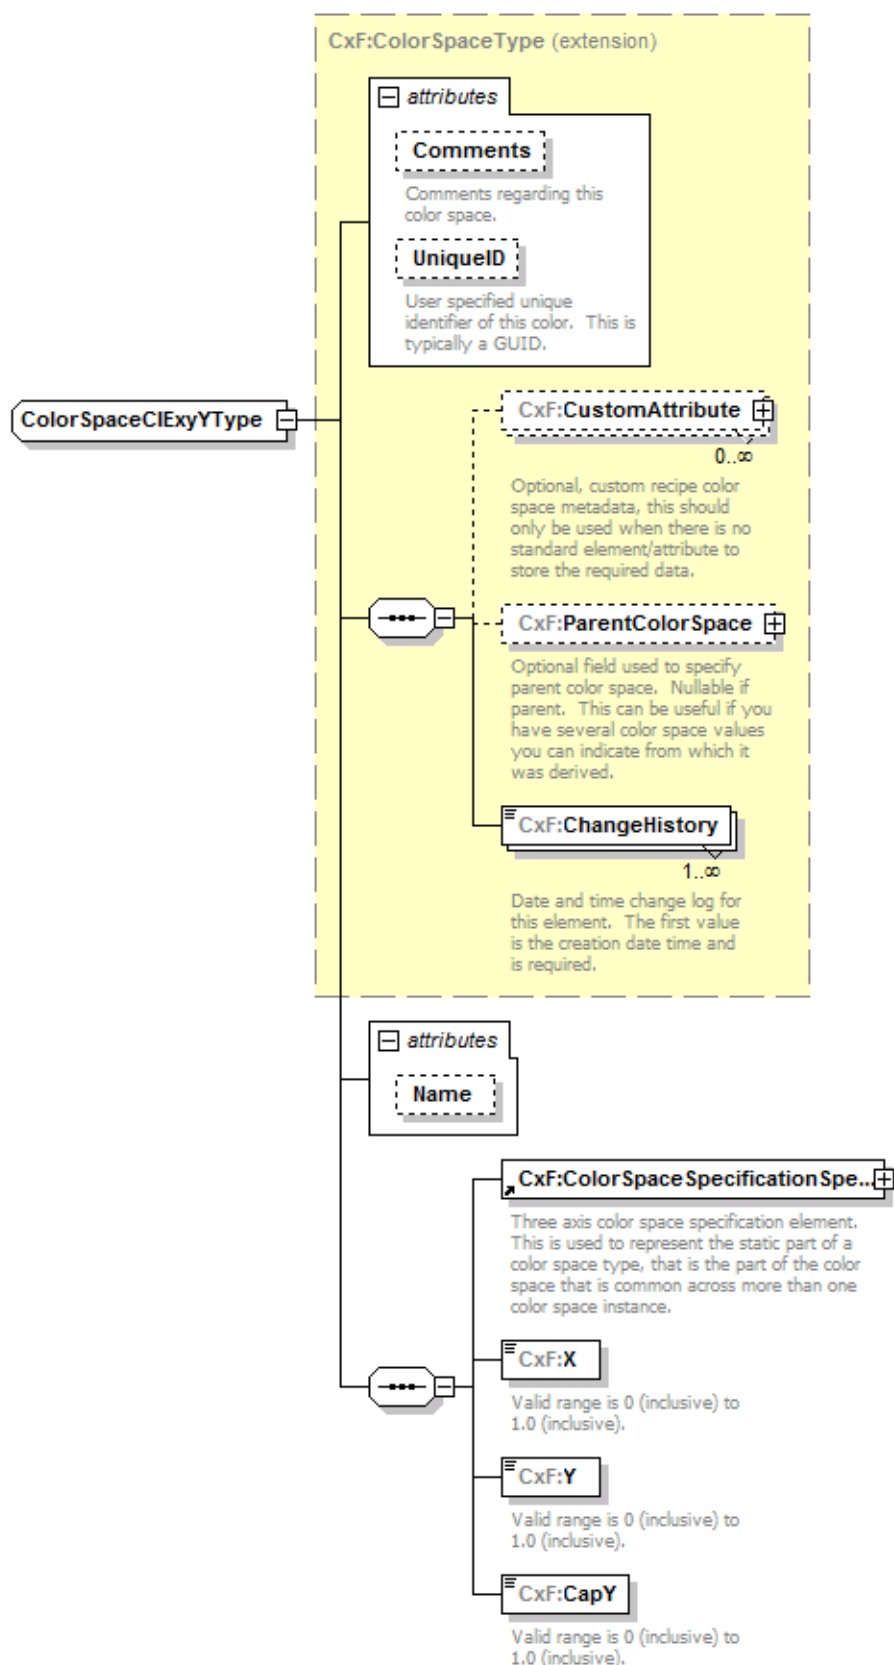 CxF:ColorSpaceType (extension)
attributes
Comments
Comments regarding this
color space.
UniqueID
User specified unique
identifier of this color. This is
typically a GUID.
ColorSpaceCIExyYType
CxF:CustomAttribute
0..∞
Optional, custom recipe color
space metadata, this should
only be used when there is no
standard element/attribute to
store the required data.
CxF:ParentColorSpace
Optional field used to specify
parent color space. Nullable if
parent. This can be useful if you
have several color space values
you can indicate from which it
was derived.
CxF:ChangeHistory
1..∞
Date and time change log for
this element. The first value
is the creation date time and
is required.
attributes
Name
CxF:ColorSpaceSpecificationSpe...
Three axis color space specification element.
This is used to represent the static part of a
color space type, that is the part of the color
space that is common across more than one
color space instance.
CxF:X
Valid range is 0 (inclusive) to
1.0 (inclusive).
CxF:Y
Valid range is 0 (inclusive) to
1.0 (inclusive).
CxF:CapY
Valid range is 0 (inclusive) to
1.0 (inclusive).